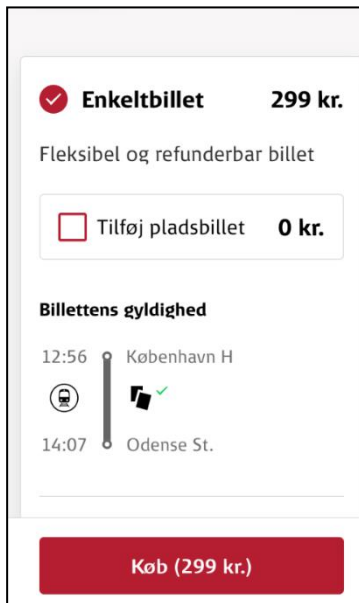 Enkeltbillet 299 kr.
Fleksibel og refunderbar billet
Tilføj pladsbillet 0 kr.
Billettens gyldighed
12:56 København H
14:07 Odense St.
Køb (299 kr.)